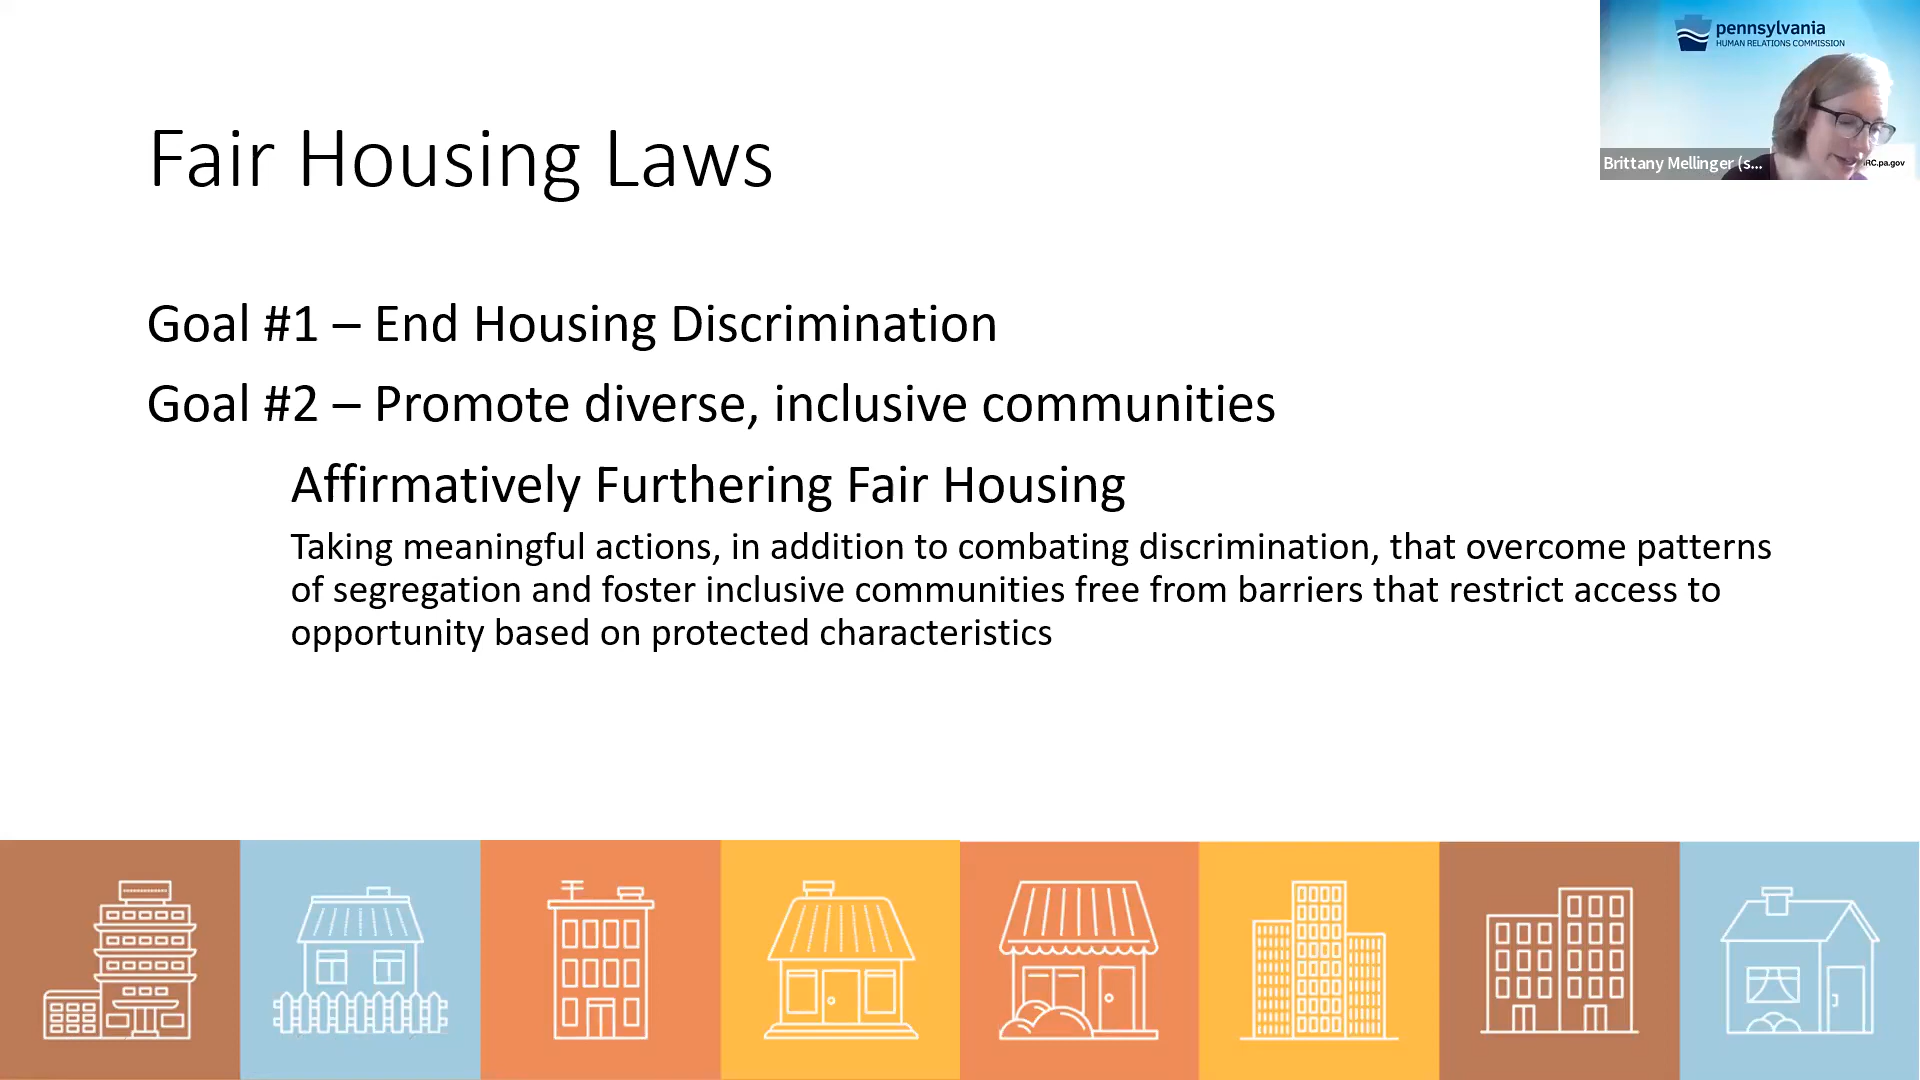 pennsylvania
HUMAN RELATIONS COMMISSION
Brittany Mellinger (s...
RC.pa.gov
Fair Housing Laws
Goal #1 – End Housing Discrimination
Goal #2 – Promote diverse, inclusive communities
Affirmatively Furthering Fair Housing
Taking meaningful actions, in addition to combating discrimination, that overcome patterns
of segregation and foster inclusive communities free from barriers that restrict access to
opportunity based on protected characteristics